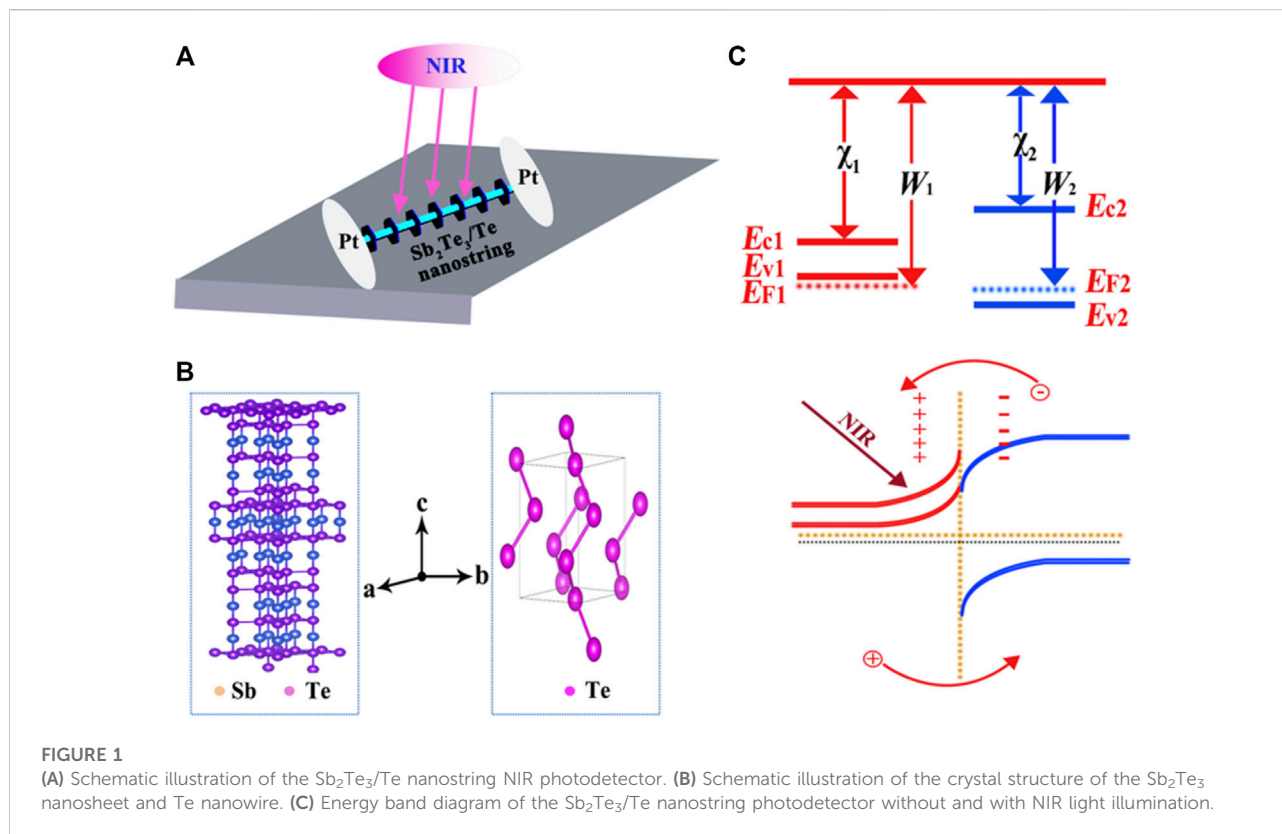 A
NIR
Pt
Pt
Sb₂Te₃/Te
nanostring
B
c
a
b
Sb Te
Te
C
χ₁
W₁
χ₂
W₂
Ec1
Ev1
EF1
Ec2
EF2
Ev2
NIR
+
+
+
+
+
-
-
-
-
-
-
+
FIGURE 1
(A) Schematic illustration of the Sb₂Te₃/Te nanostring NIR photodetector. (B) Schematic illustration of the crystal structure of the Sb₂Te₃
nanosheet and Te nanowire. (C) Energy band diagram of the Sb₂Te₃/Te nanostring photodetector without and with NIR light illumination.